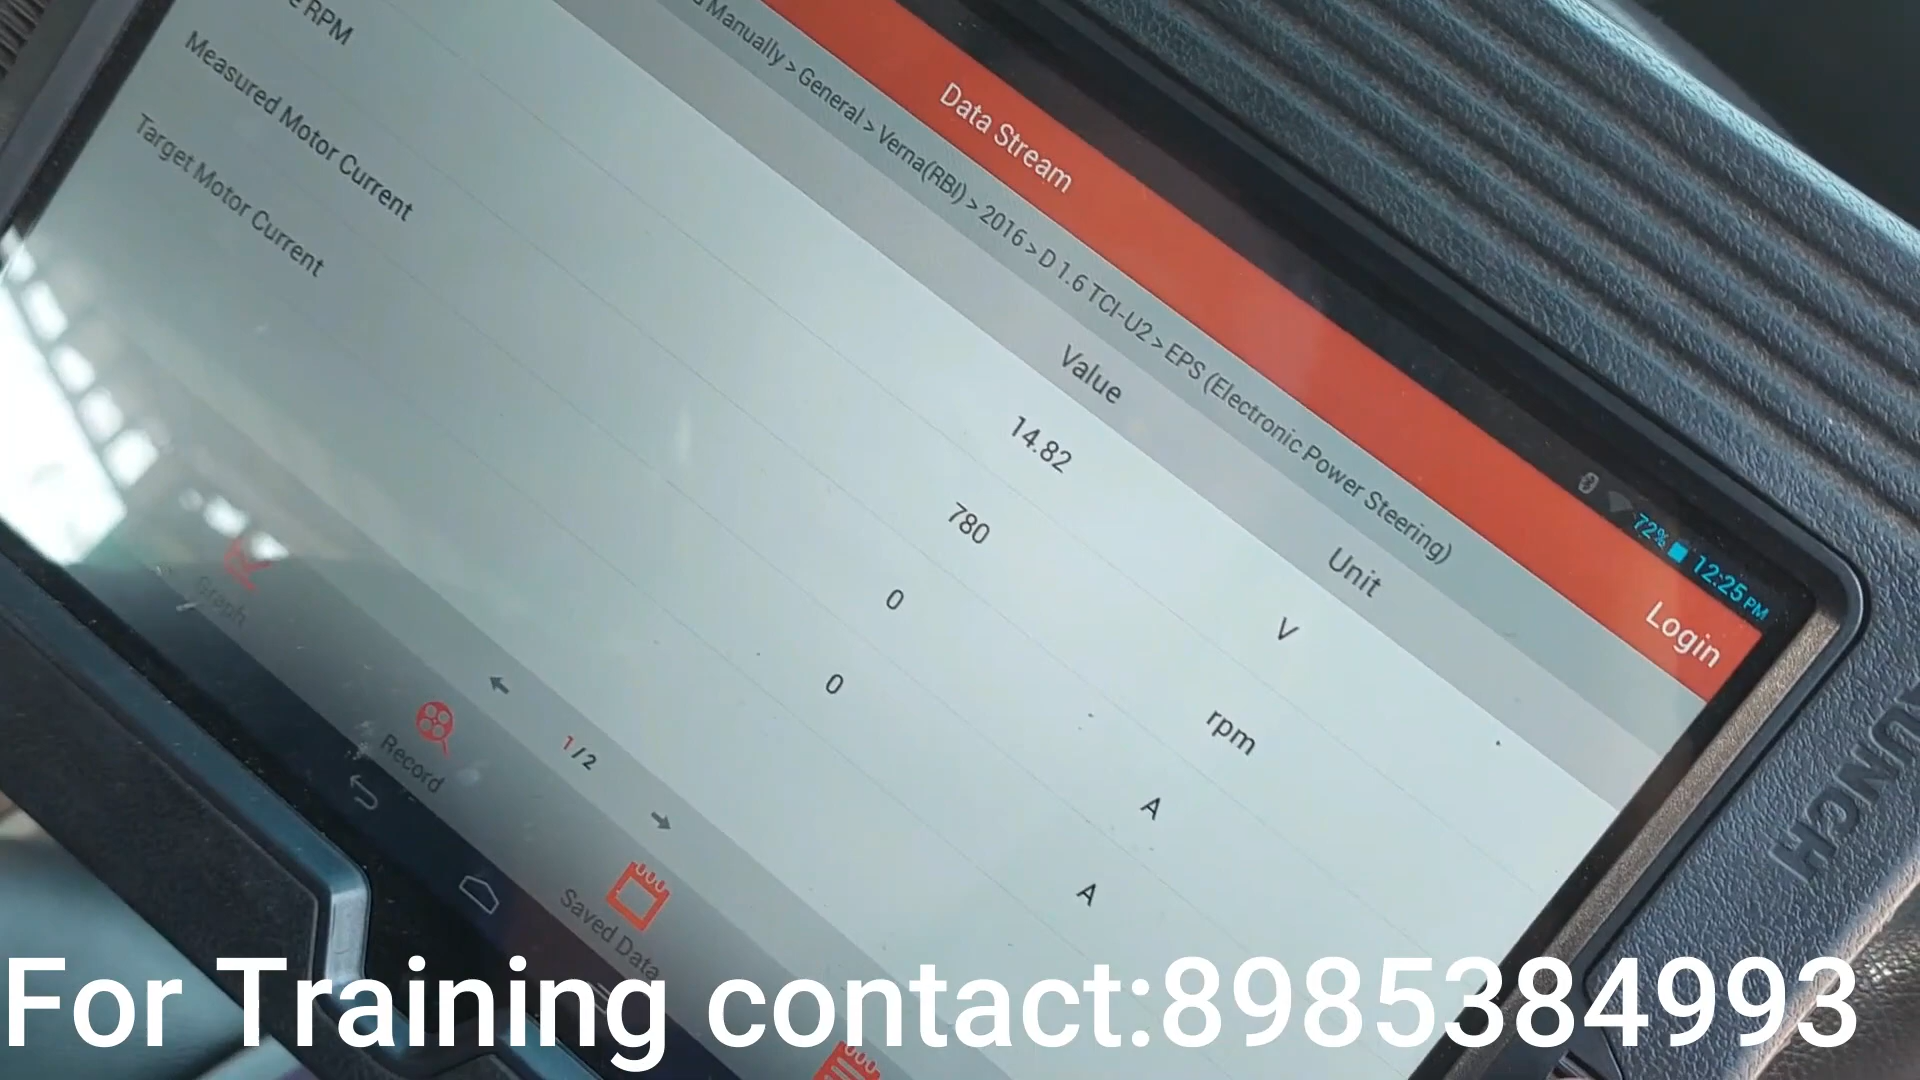 72% 12:25 PM
Data Stream
Login
Manually > General > Verna(RBI) > 2016 > D 1.6 TCI-U2 > EPS (Electronic Power Steering)
Value Unit
14.82 V
RPM 780 rpm
Measured Motor Current 0 A
Target Motor Current 0 A
1 / 2
Graph
Record
Saved Data
UNCH
For Training contact:8985384993